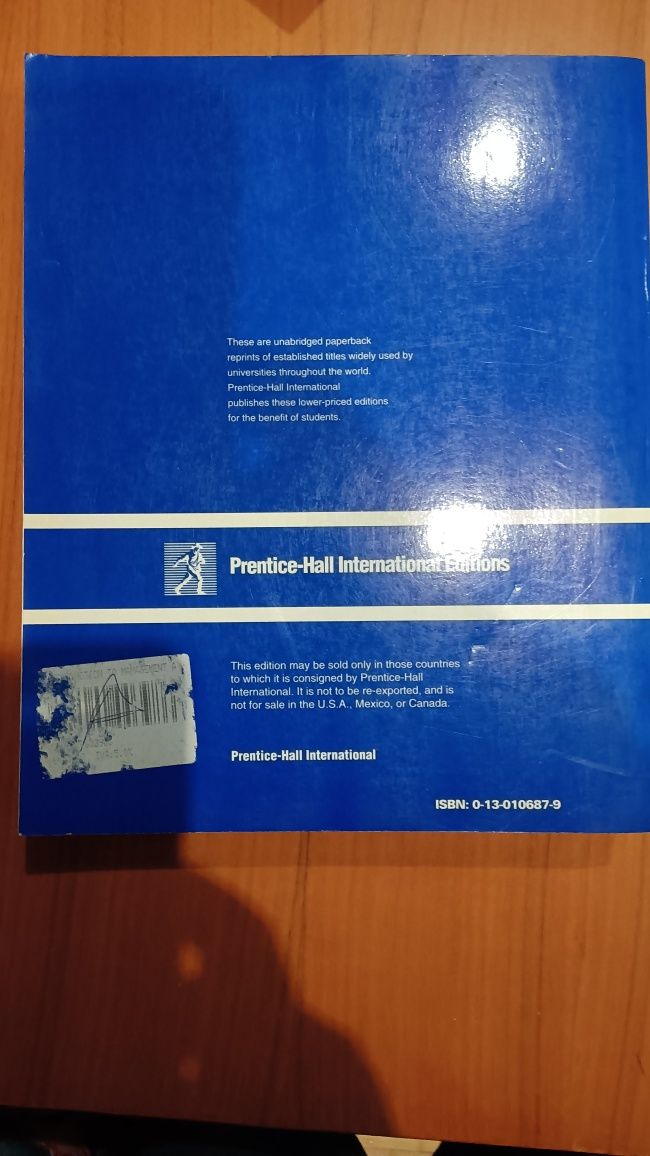 These are unabridged paperback
reprints of established titles widely used by
universities throughout the world.
Prentice-Hall International
publishes these lower-priced editions
for the benefit of students.
Prentice-Hall International Editions
TO MANAGEMENT
This edition may be sold only in those countries
to which it is consigned by Prentice-Hall
International. It is not to be re-exported, and is
not for sale in the U.S.A., Mexico, or Canada.
Prentice-Hall International
ISBN: 0-13-010687-9